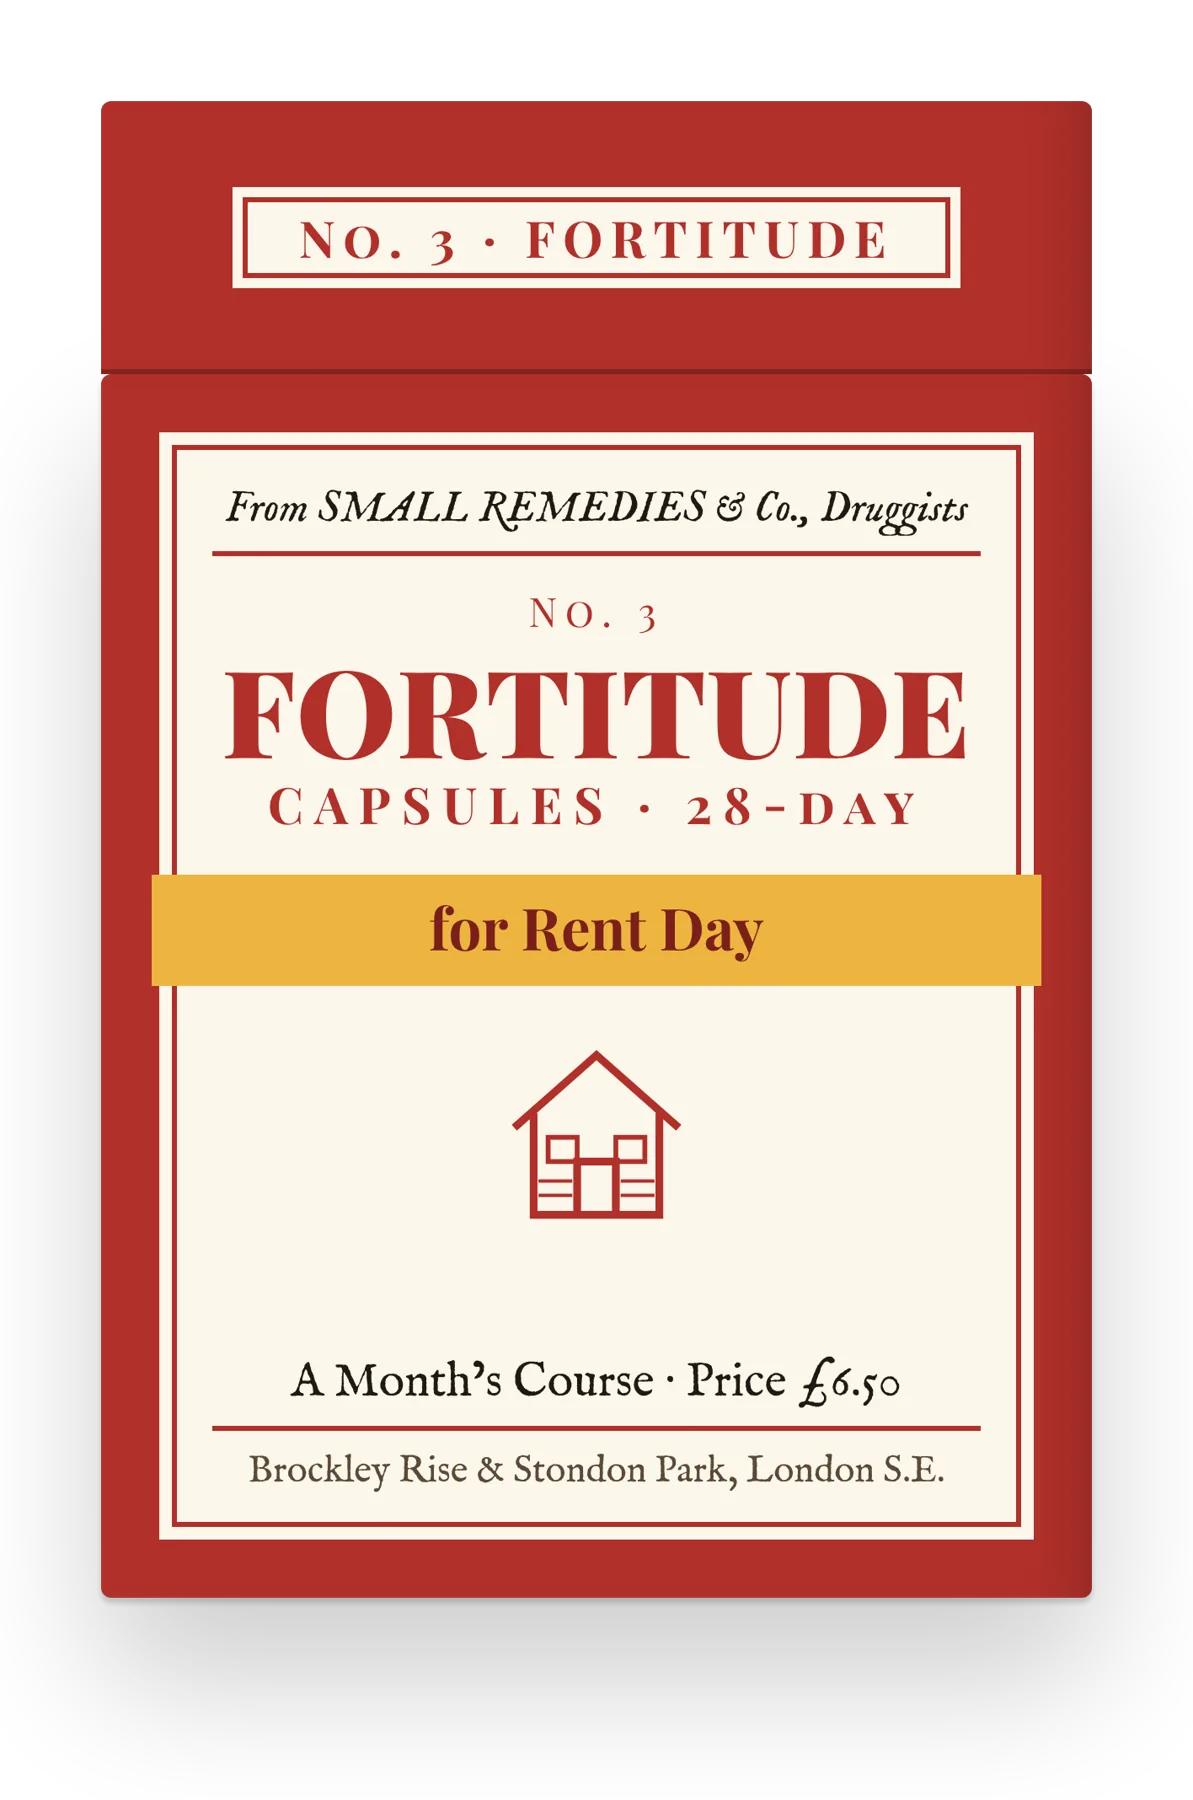 No. 3 · FORTITUDE
From SMALL REMEDIES & Co., Druggists
No. 3
FORTITUDE
CAPSULES · 28-DAY
for Rent Day
A Month’s Course · Price £6.50
Brockley Rise & Stondon Park, London S.E.